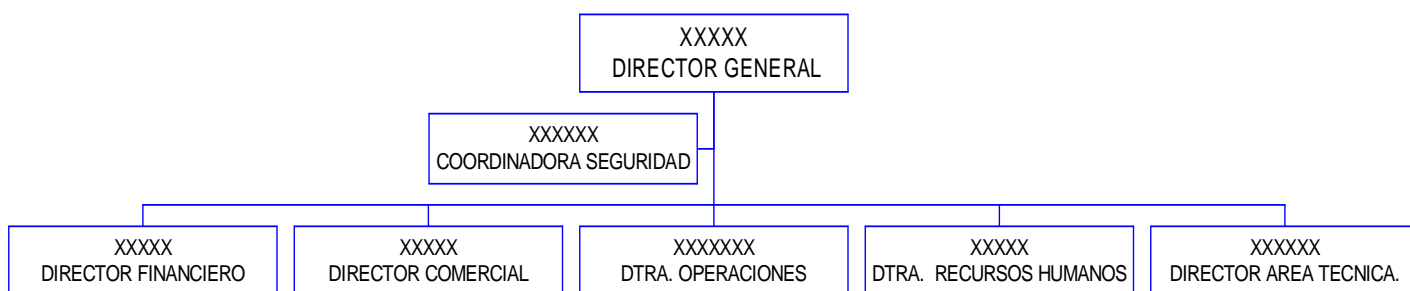 XXXXX
DIRECTOR GENERAL
XXXXXX
COORDINADORA SEGURIDAD
XXXXX
DIRECTOR FINANCIERO
XXXXX
DIRECTOR COMERCIAL
XXXXXXX
DTRA. OPERACIONES
XXXXX
DTRA. RECURSOS HUMANOS
XXXXXX
DIRECTOR AREA TECNICA.